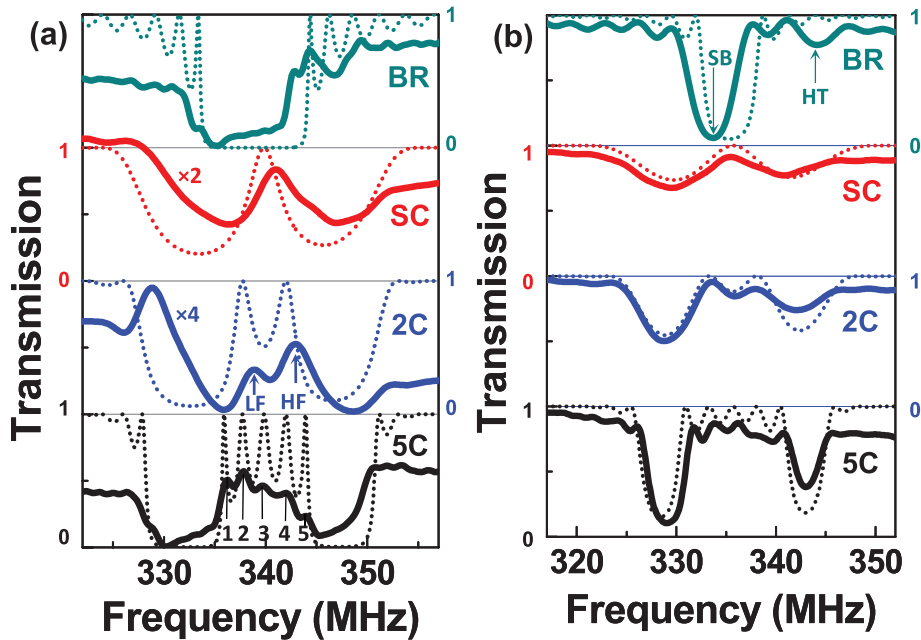 (a)
1
BR
0
1
×2
SC
0
1
×4
2C
LF
HF
0
1
5C
1 2 3 4 5
0
330 340 350
Frequency (MHz)
Transmission
(b)
1
SB
BR
HT
0
1
SC
0
1
2C
0
1
5C
0
320 330 340 350
Frequency (MHz)
Transmission